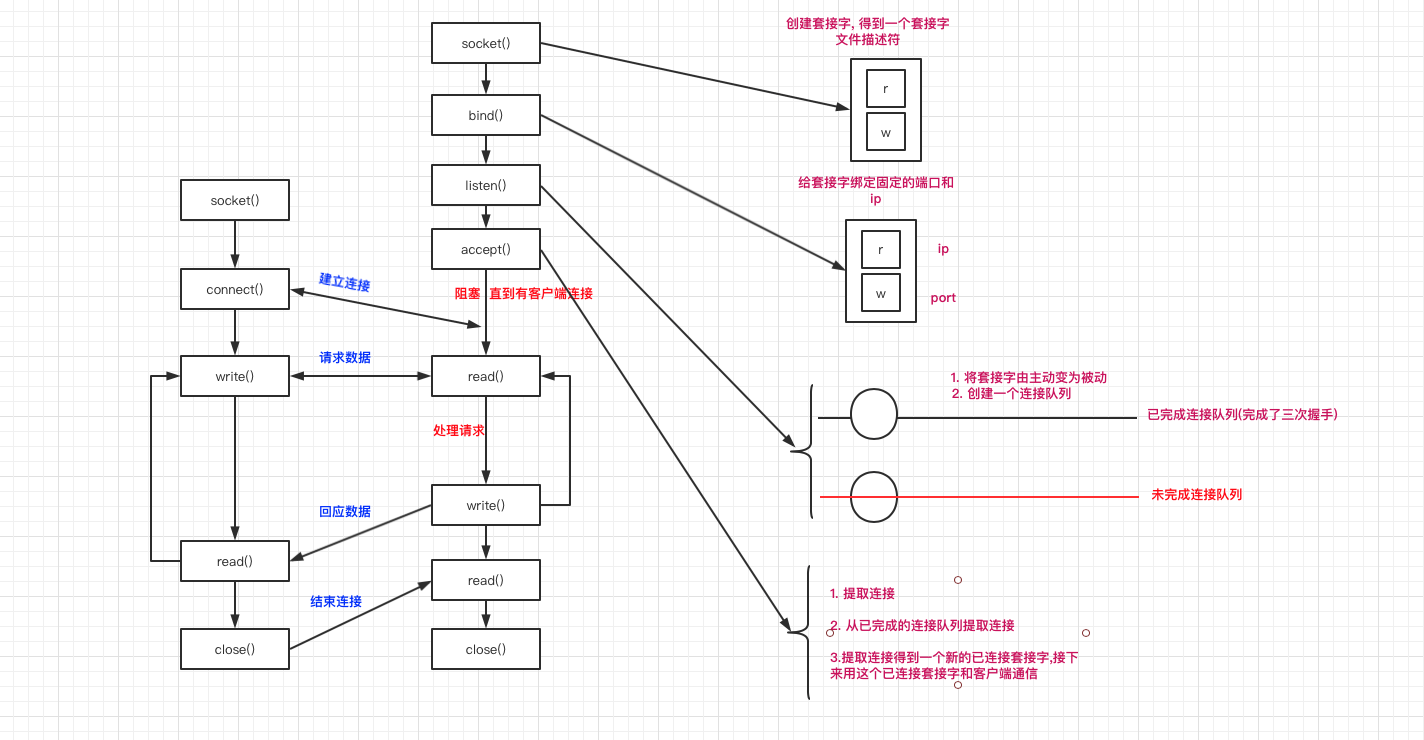 socket()
创建套接字, 得到一个套接字
文件描述符
r
w
bind()
listen()
给套接字绑定固定的端口和
ip
r
ip
w
port
socket()
accept()
connect()
建立连接
阻塞 直到有客户端连接
write()
请求数据
read()
处理请求
1. 将套接字由主动变为被动
2. 创建一个连接队列
已完成连接队列(完成了三次握手)
未完成连接队列
write()
回应数据
read()
read()
结束连接
close()
close()
1. 提取连接
2. 从已完成的连接队列提取连接
3.提取连接得到一个新的已连接套接字,接下
来用这个已连接套接字和客户端通信